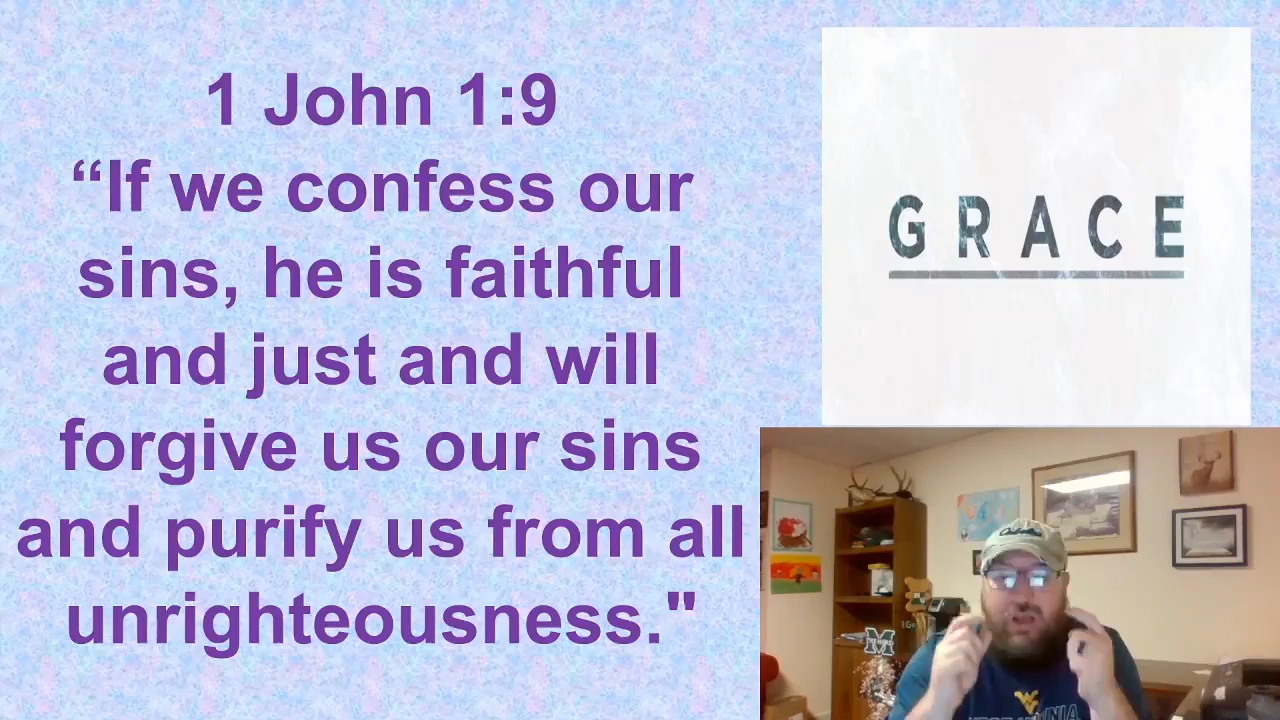 1 John 1:9
“If we confess our
sins, he is faithful
and just and will
forgive us our sins
and purify us from all
unrighteousness."
GRACE
M